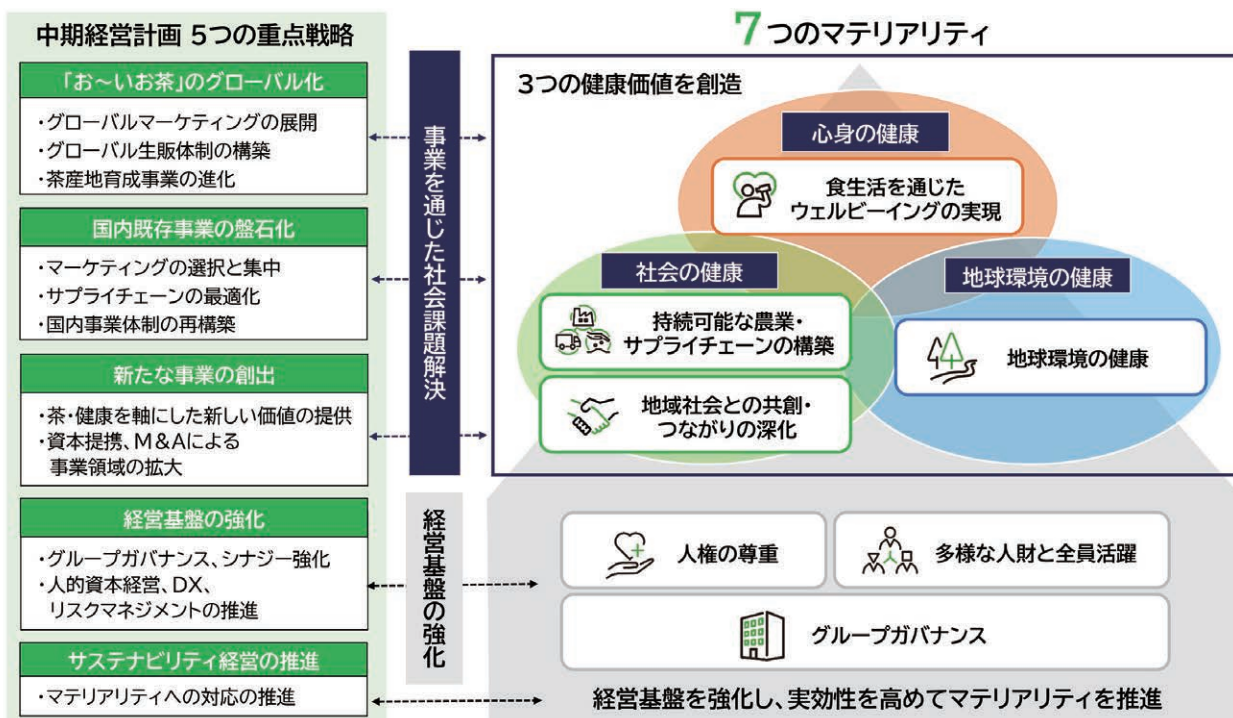 中期経営計画 5つの重点戦略
「お～いお茶」のグローバル化
・グローバルマーケティングの展開
・グローバル生販体制の構築
・茶産地育成事業の進化
国内既存事業の盤石化
・マーケティングの選択と集中
・サプライチェーンの最適化
・国内事業体制の再構築
新たな事業の創出
・茶・健康を軸にした新しい価値の提供
・資本提携、M&Aによる
事業領域の拡大
経営基盤の強化
・グループガバナンス、シナジー強化
・人的資本経営、DX、
リスクマネジメントの推進
サステナビリティ経営の推進
・マテリアリティへの対応の推進
事業を通じた社会課題解決
経営基盤の強化
7つのマテリアリティ
3つの健康価値を創造
心身の健康
食生活を通じた
ウェルビーイングの実現
社会の健康
持続可能な農業・
サプライチェーンの構築
地域社会との共創・
つながりの深化
地球環境の健康
地球環境の健康
人権の尊重
多様な人財と全員活躍
グループガバナンス
経営基盤を強化し、実効性を高めてマテリアリティを推進